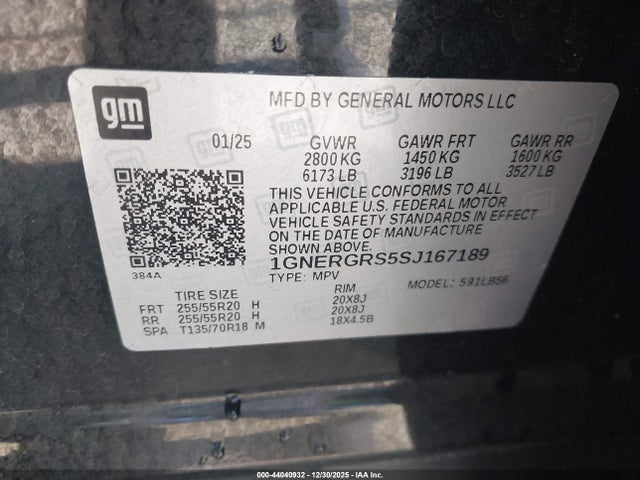 gm
MFD BY GENERAL MOTORS LLC
01/25 GVWR GAWR FRT GAWR RR
2800 KG 1450 KG 1600 KG
6173 LB 3196 LB 3527 LB
THIS VEHICLE CONFORMS TO ALL
APPLICABLE U.S. FEDERAL MOTOR
VEHICLE SAFETY STANDARDS IN EFFECT
ON THE DATE OF MANUFACTURE
SHOWN ABOVE.
384A
1GNERGRS5SJ167189
TYPE: MPV MODEL: 591LB56
TIRE SIZE RIM
FRT 255/55R20 H 20X8J
RR 255/55R20 H 20X8J
SPA T135/70R18 M 18X4.5B
000-44040932 - 12/30/2025 - IAA Inc.